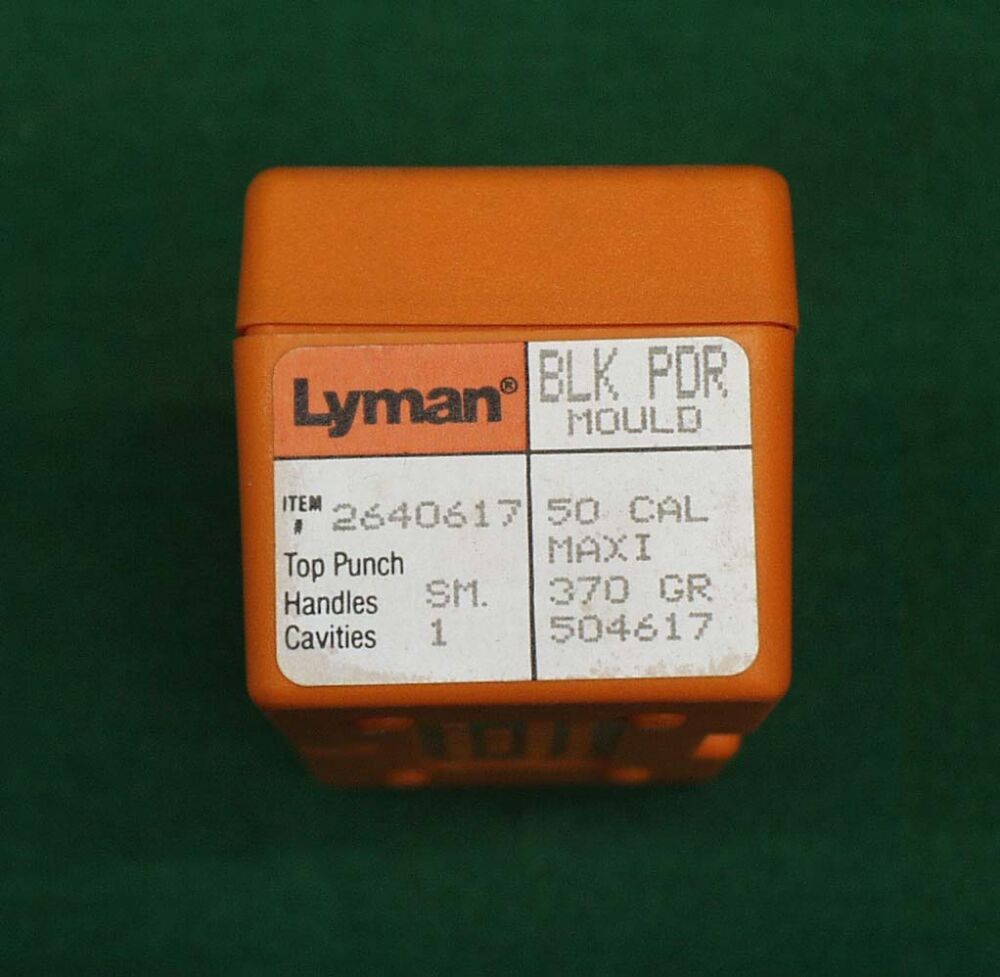 Lyman®
BLK PDR
MOULD
ITEM
# 2640617
Top Punch
Handles SM.
Cavities 1
50 CAL
MAXI
370 GR
504617